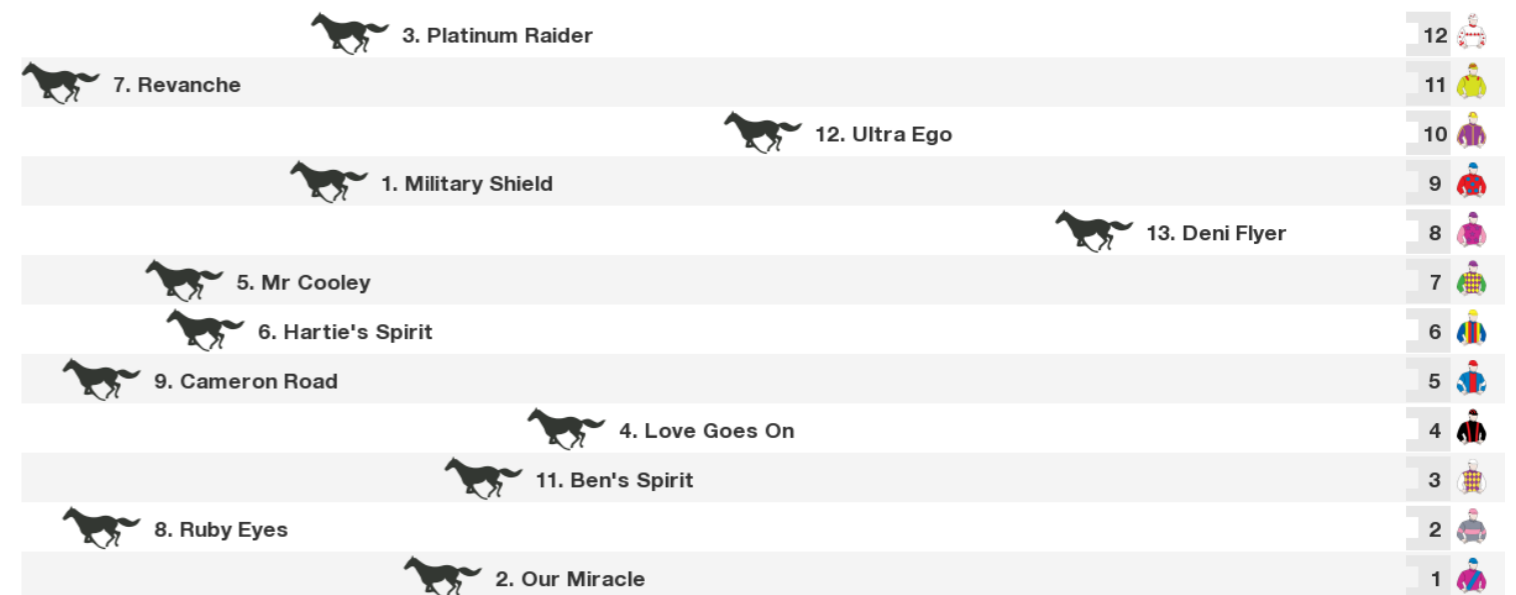 3. Platinum Raider 12
7. Revanche 11
12. Ultra Ego 10
1. Military Shield 9
13. Deni Flyer 8
5. Mr Cooley 7
6. Hartie's Spirit 6
9. Cameron Road 5
4. Love Goes On 4
11. Ben's Spirit 3
8. Ruby Eyes 2
2. Our Miracle 1